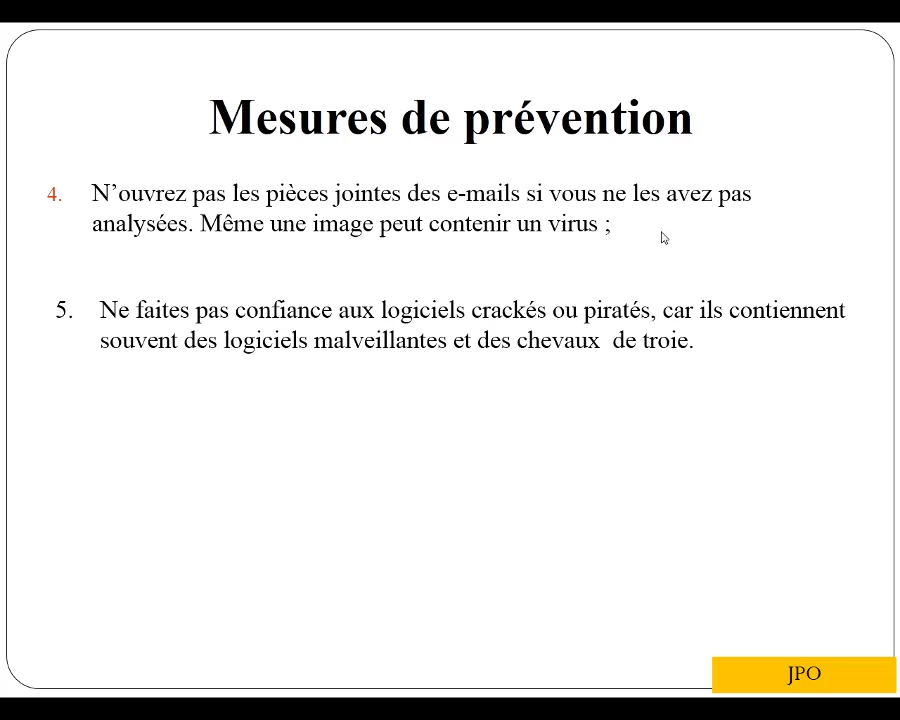 Mesures de prévention
4. N’ouvrez pas les pièces jointes des e-mails si vous ne les avez pas
analysées. Même une image peut contenir un virus ;
5. Ne faites pas confiance aux logiciels crackés ou piratés, car ils contiennent
souvent des logiciels malveillantes et des chevaux  de troie.
JPO